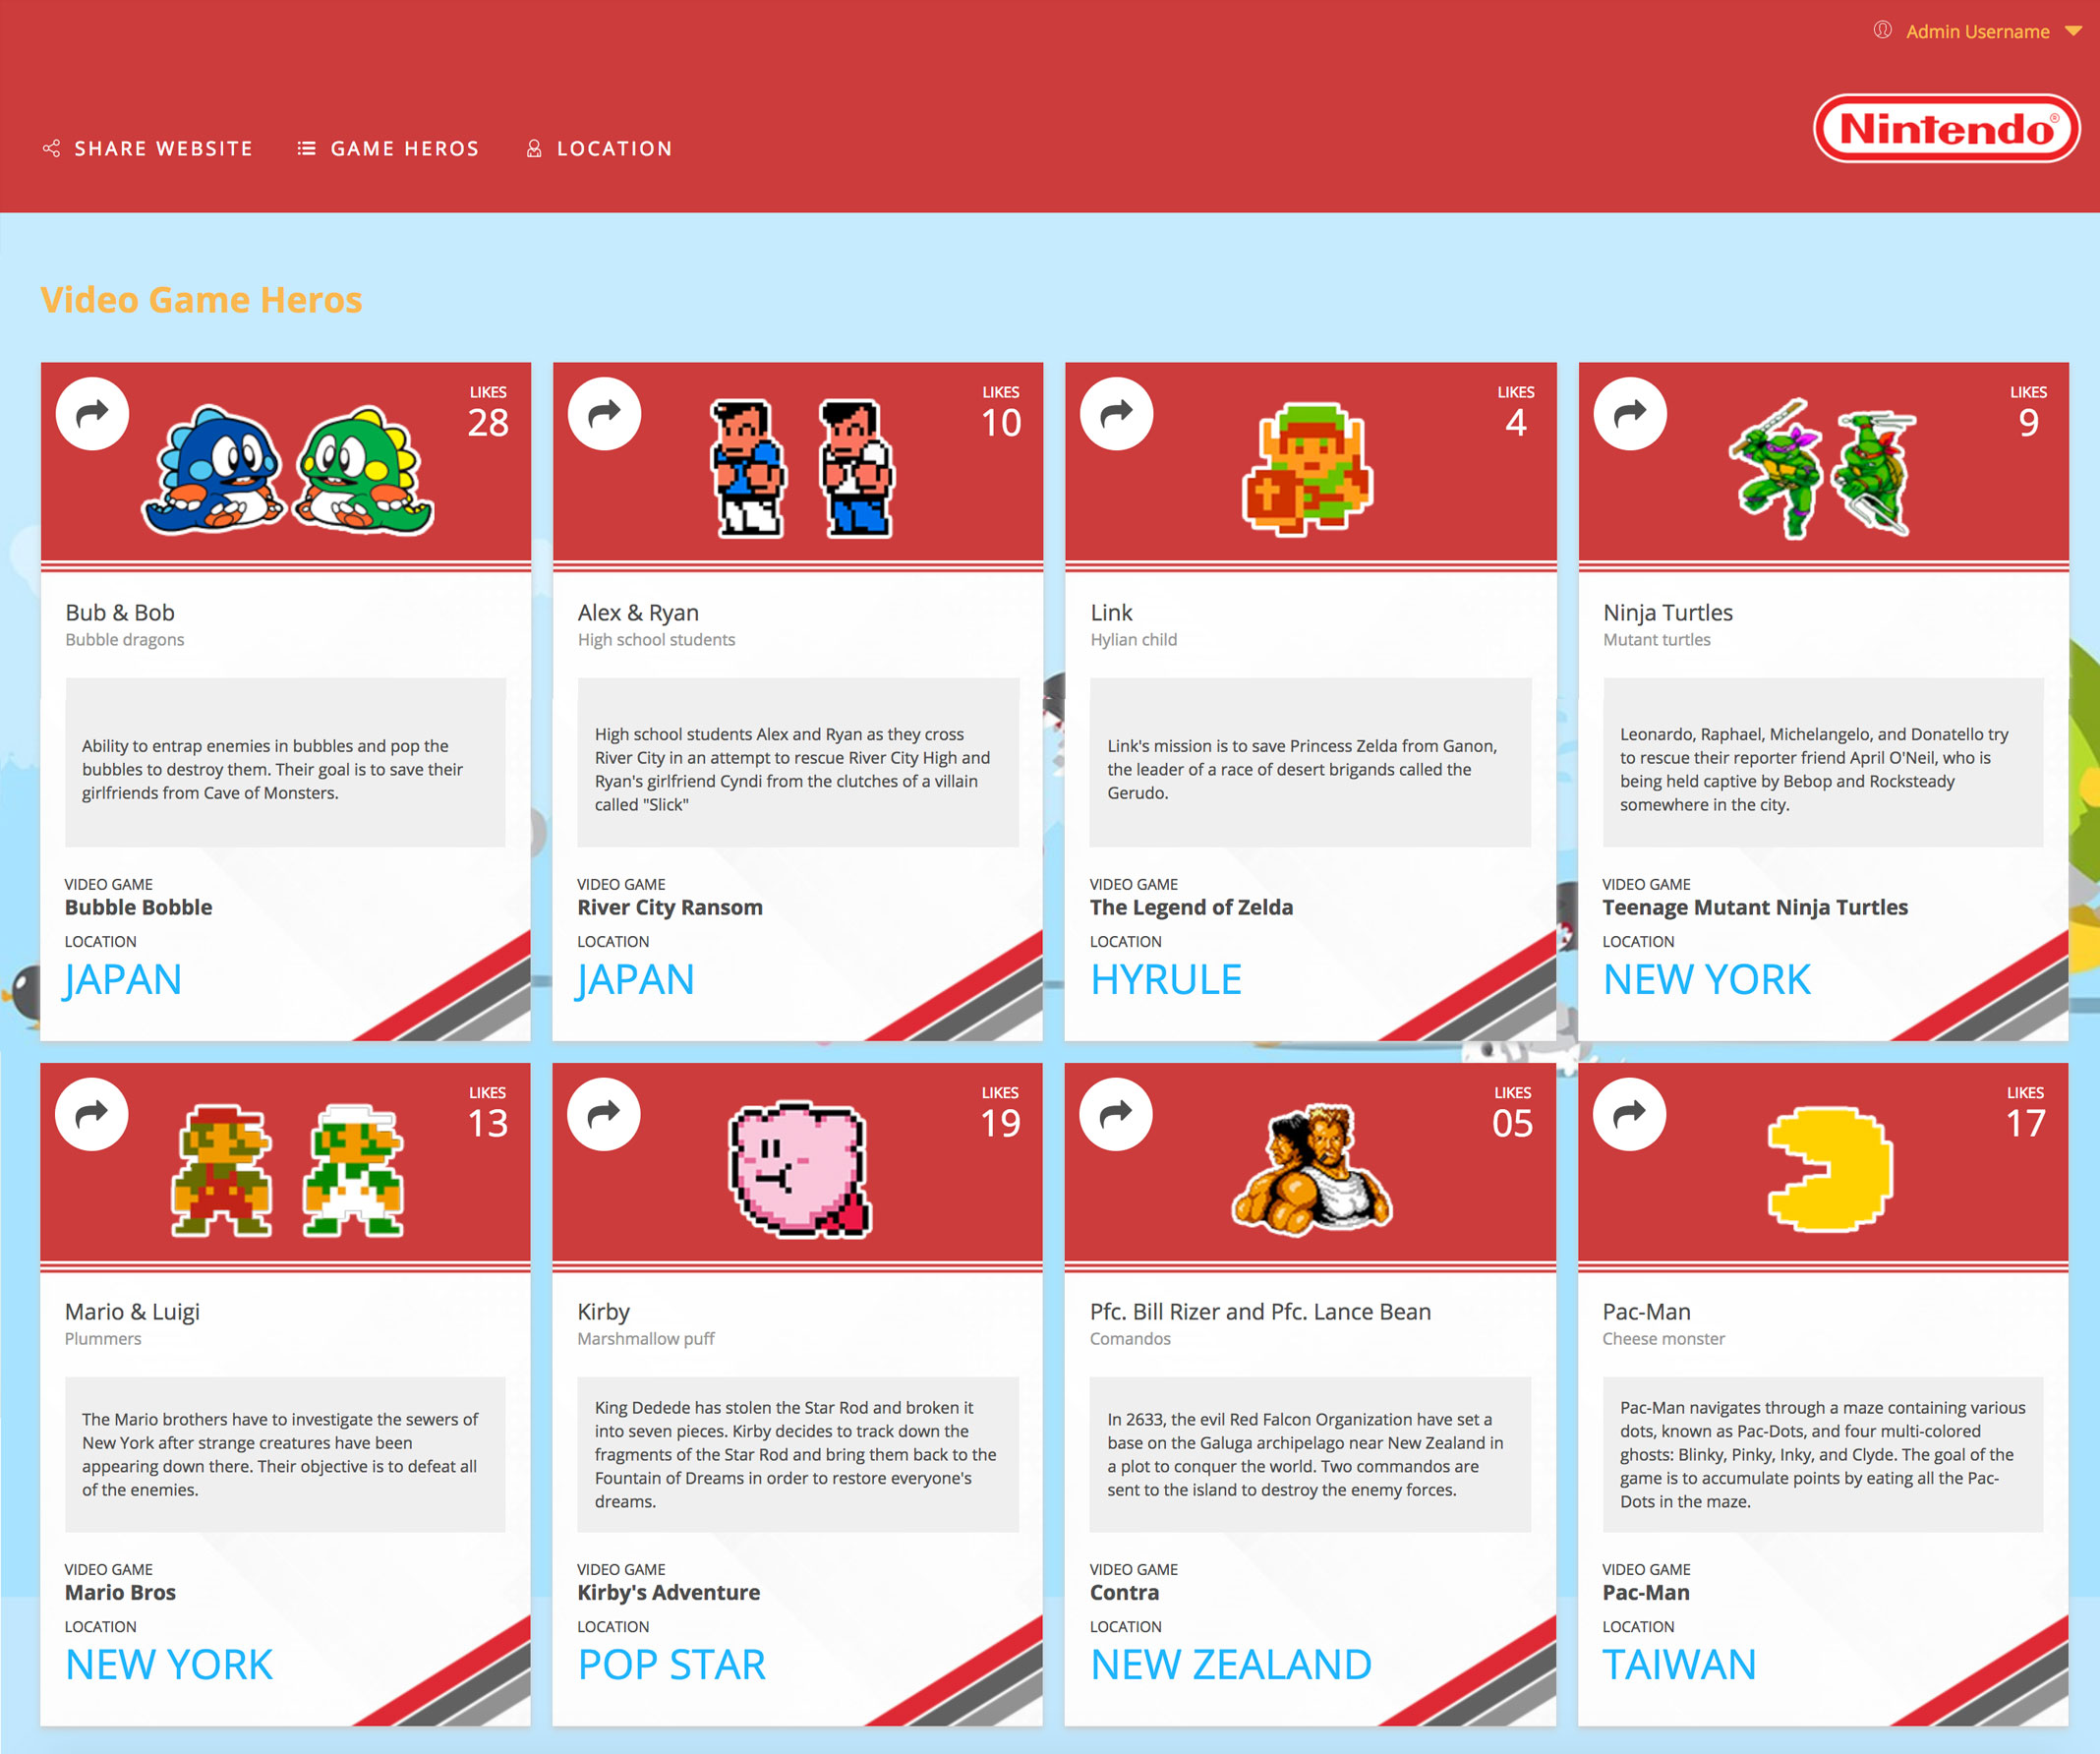 Admin Username
SHARE WEBSITE
GAME HEROS
LOCATION
Nintendo®
Video Game Heros
LIKES
28
Bub & Bob
Bubble dragons
Ability to entrap enemies in bubbles and pop the
bubbles to destroy them. Their goal is to save their
girlfriends from Cave of Monsters.
VIDEO GAME
Bubble Bobble
LOCATION
JAPAN
LIKES
10
Alex & Ryan
High school students
High school students Alex and Ryan as they cross
River City in an attempt to rescue River City High and
Ryan's girlfriend Cyndi from the clutches of a villain
called "Slick"
VIDEO GAME
River City Ransom
LOCATION
JAPAN
LIKES
4
Link
Hylian child
Link's mission is to save Princess Zelda from Ganon,
the leader of a race of desert brigands called the
Gerudo.
VIDEO GAME
The Legend of Zelda
LOCATION
HYRULE
LIKES
9
Ninja Turtles
Mutant turtles
Leonardo, Raphael, Michelangelo, and Donatello try
to rescue their reporter friend April O'Neil, who is
being held captive by Bebop and Rocksteady
somewhere in the city.
VIDEO GAME
Teenage Mutant Ninja Turtles
LOCATION
NEW YORK
LIKES
13
Mario & Luigi
Plummers
The Mario brothers have to investigate the sewers of
New York after strange creatures have been
appearing down there. Their objective is to defeat all
of the enemies.
VIDEO GAME
Mario Bros
LOCATION
NEW YORK
LIKES
19
Kirby
Marshmallow puff
King Dedede has stolen the Star Rod and broken it
into seven pieces. Kirby decides to track down the
fragments of the Star Rod and bring them back to the
Fountain of Dreams in order to restore everyone's
dreams.
VIDEO GAME
Kirby's Adventure
LOCATION
POP STAR
LIKES
05
Pfc. Bill Rizer and Pfc. Lance Bean
Comandos
In 2633, the evil Red Falcon Organization have set a
base on the Galuga archipelago near New Zealand in
a plot to conquer the world. Two commandos are
sent to the island to destroy the enemy forces.
VIDEO GAME
Contra
LOCATION
NEW ZEALAND
LIKES
17
Pac-Man
Cheese monster
Pac-Man navigates through a maze containing various
dots, known as Pac-Dots, and four multi-colored
ghosts: Blinky, Pinky, Inky, and Clyde. The goal of the
game is to accumulate points by eating all the Pac-
Dots in the maze.
VIDEO GAME
Pac-Man
LOCATION
TAIWAN